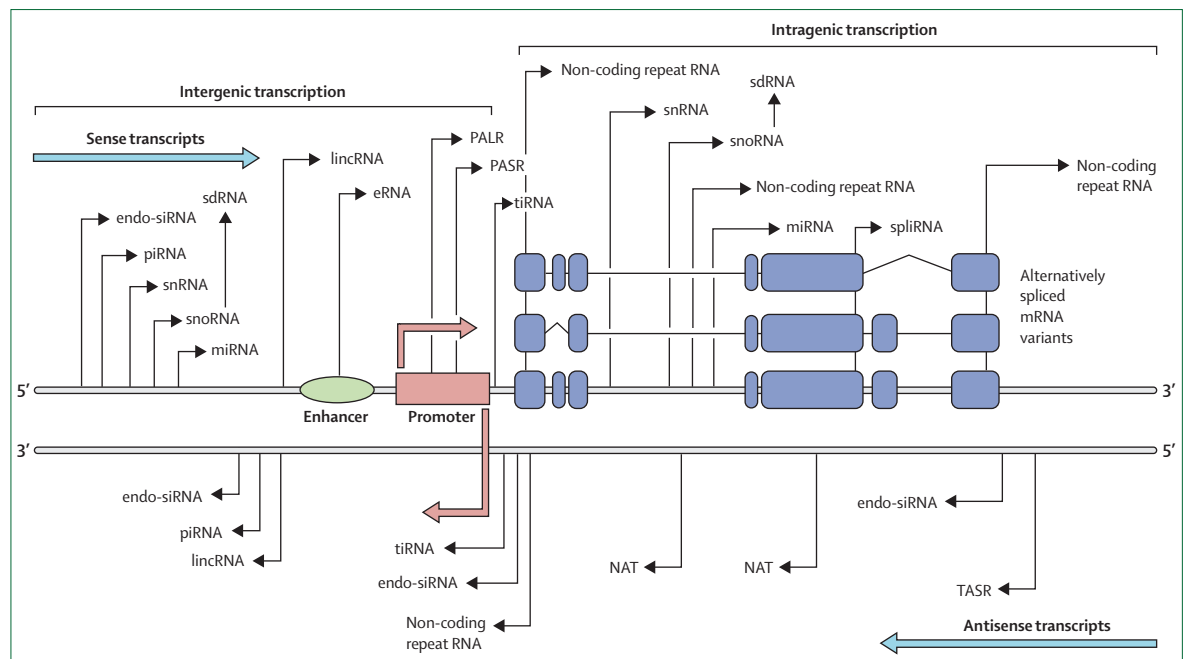 Intragenic transcription
Non-coding repeat RNA
sdRNA
Intergenic transcription
snRNA
Sense transcripts
PALR
snoRNA
lincRNA
PASR
Non-coding
repeat RNA
sdRNA
eRNA
Non-coding repeat RNA
tiRNA
endo-siRNA
miRNA
spliRNA
piRNA
snRNA
Alternatively
spliced
mRNA
variants
snoRNA
miRNA
5′
3′
Enhancer
Promoter
3′
5′
endo-siRNA
endo-siRNA
piRNA
tiRNA
lincRNA
NAT
NAT
endo-siRNA
TASR
Non-coding
repeat RNA
Antisense transcripts